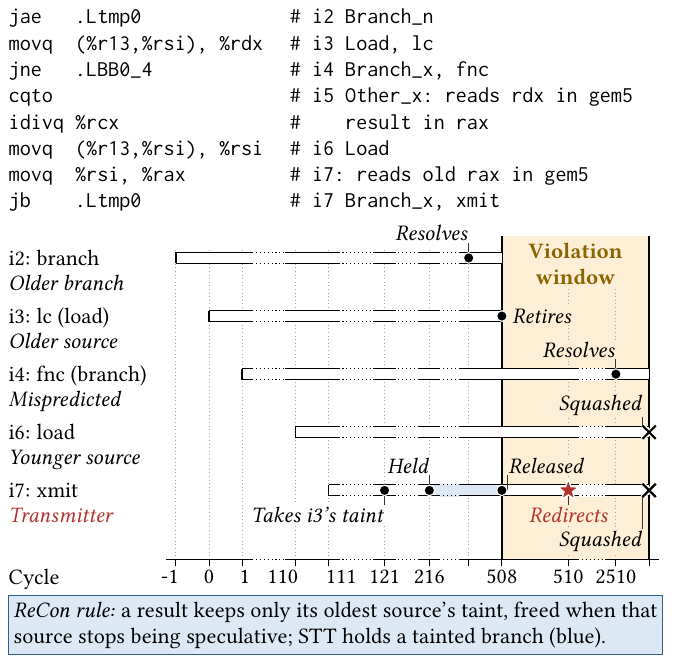 jae .Ltmp0 # i2 Branch_n
movq (%r13,%rsi), %rdx # i3 Load, lc
jne .LBB0_4 # i4 Branch_x, fnc
cqto # i5 Other_x: reads rdx in gem5
idivq %rcx # result in rax
movq (%r13,%rsi), %rsi # i6 Load
movq %rsi, %rax # i7: reads old rax in gem5
jb .Ltmp0 # i7 Branch_x, xmit
Resolves
Violation
window
i2: branch
Older branch
i3: lc (load)
Older source
Retires
Resolves
i4: fnc (branch)
Mispredicted
Squashed
i6: load
Younger source
Held
Released
i7: xmit
Transmitter
Takes i3's taint
Redirects
Squashed
Cycle
-1 0 1 110 111 121 216 508 510 2510
ReCon rule: a result keeps only its oldest source's taint, freed when that
source stops being speculative; STT holds a tainted branch (blue).